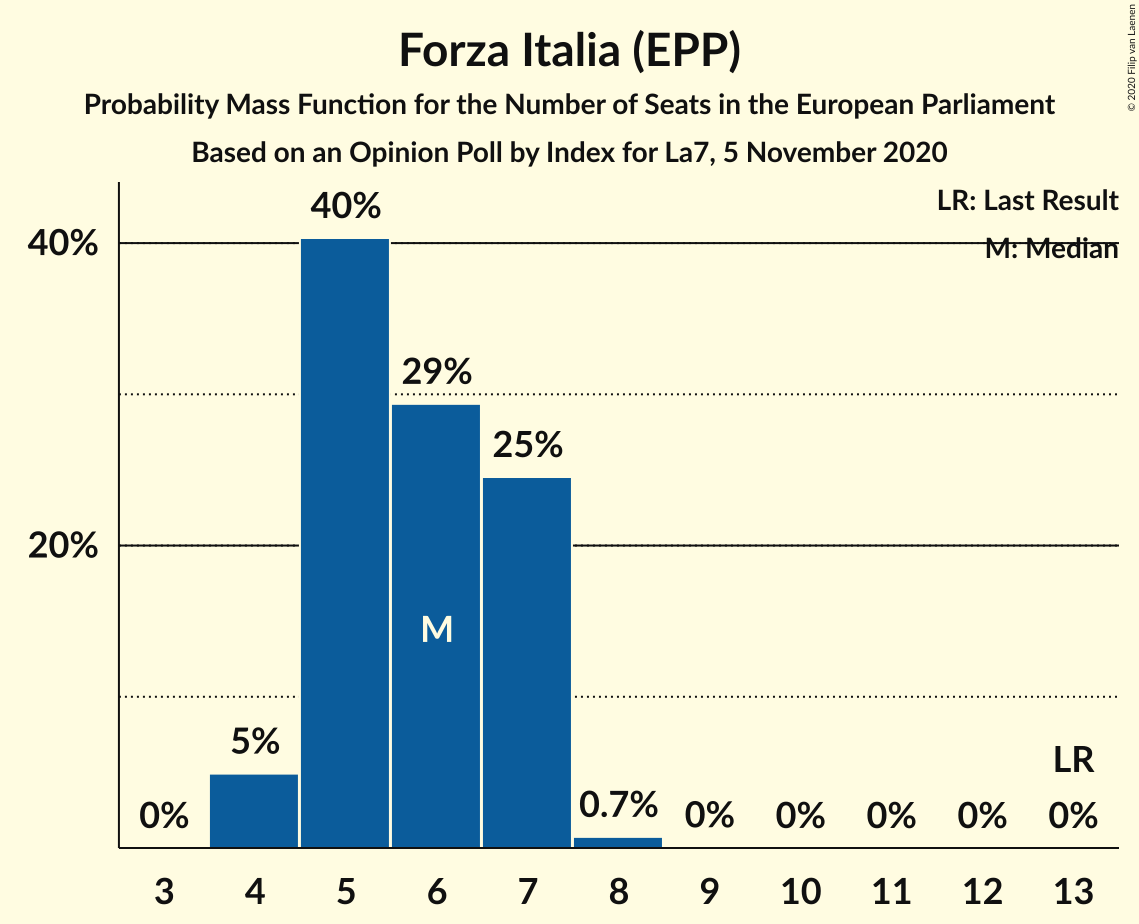 Forza Italia (EPP)
Probability Mass Function for the Number of Seats in the European Parliament
Based on an Opinion Poll by Index for La7, 5 November 2020
© 2020 Filip van Laenen
LR: Last Result
M: Median
40%
20%
0%
5%
40%
29%
25%
0.7%
0%
0%
0%
0%
0%
M
LR
3 4 5 6 7 8 9 10 11 12 13